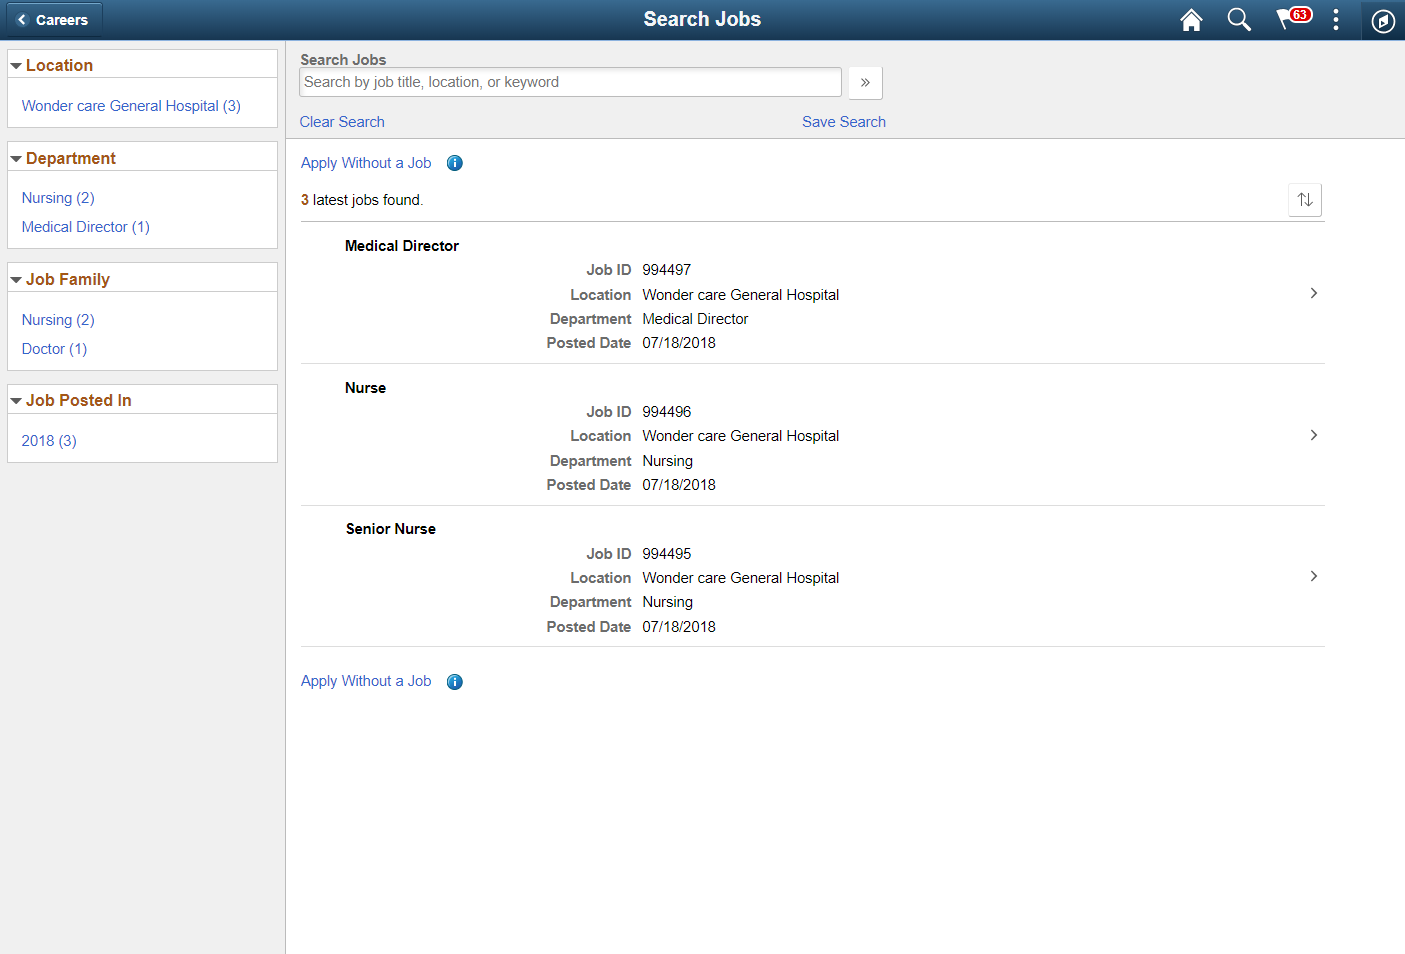 Careers
Search Jobs
63
Location
Wonder care General Hospital (3)
Department
Nursing (2)
Medical Director (1)
Job Family
Nursing (2)
Doctor (1)
Job Posted In
2018 (3)
Search Jobs
Search by job title, location, or keyword
»
Clear Search
Save Search
Apply Without a Job
3 latest jobs found.
Medical Director
Job ID 994497
Location Wonder care General Hospital
Department Medical Director
Posted Date 07/18/2018
Nurse
Job ID 994496
Location Wonder care General Hospital
Department Nursing
Posted Date 07/18/2018
Senior Nurse
Job ID 994495
Location Wonder care General Hospital
Department Nursing
Posted Date 07/18/2018
Apply Without a Job